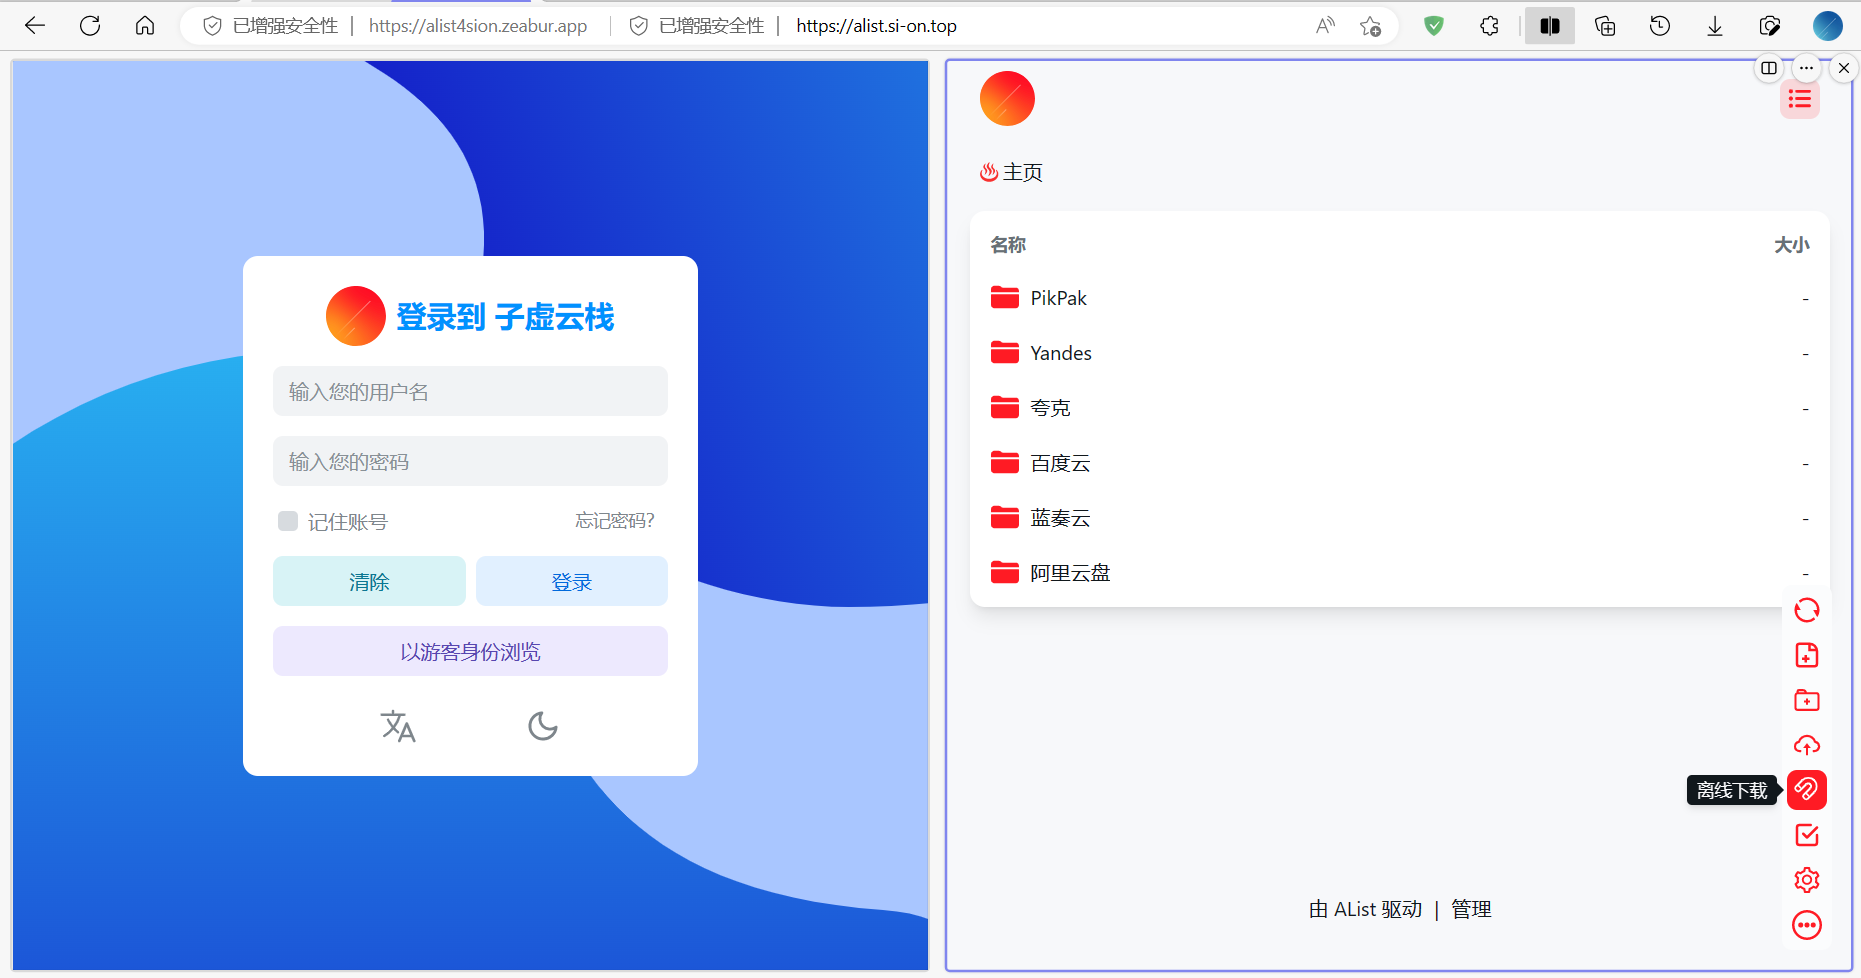 已增强安全性 | https://alist4sion.zeabur.app | 已增强安全性 | https://alist.si-on.top
登录到 子虚云栈
输入您的用户名
输入您的密码
记住账号 忘记密码?
清除 登录
以游客身份浏览
主页
名称 大小
PikPak -
Yandes -
夸克 -
百度云 -
蓝奏云 -
阿里云盘 -
离线下载
由 AList 驱动 | 管理